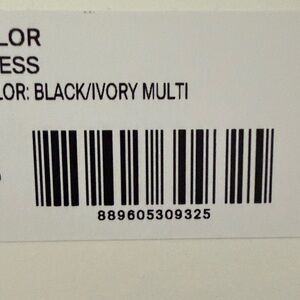 LOR
ESS
LOR: BLACK/IVORY MULTI
889605309325